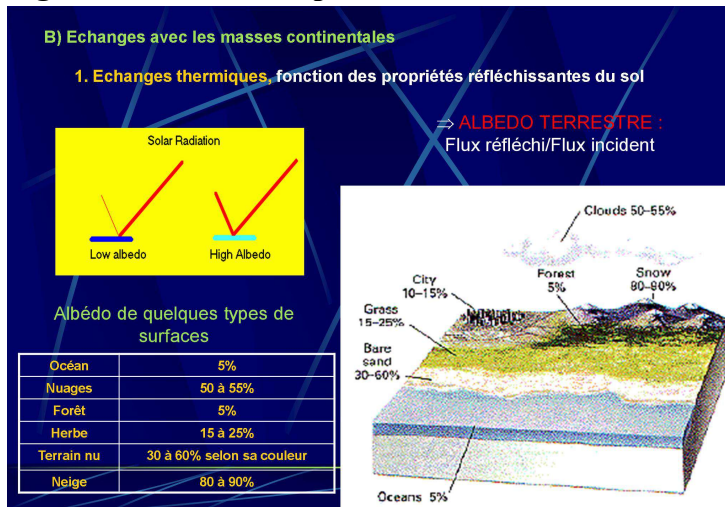 B) Echanges avec les masses continentales
1. Echanges thermiques, fonction des propriétés réfléchissantes du sol
⇒ ALBEDO TERRESTRE :
Flux réfléchi/Flux incident
Solar Radiation
Low albedo
High Albedo
Albédo de quelques types de
surfaces
Océan 5%
Nuages 50 à 55%
Forêt 5%
Herbe 15 à 25%
Terrain nu 30 à 60% selon sa couleur
Neige 80 à 90%
Clouds 50–55%
City
10–15%
Forest
5%
Snow
80–90%
Grass
15–25%
Bare
sand
30–60%
Oceans 5%